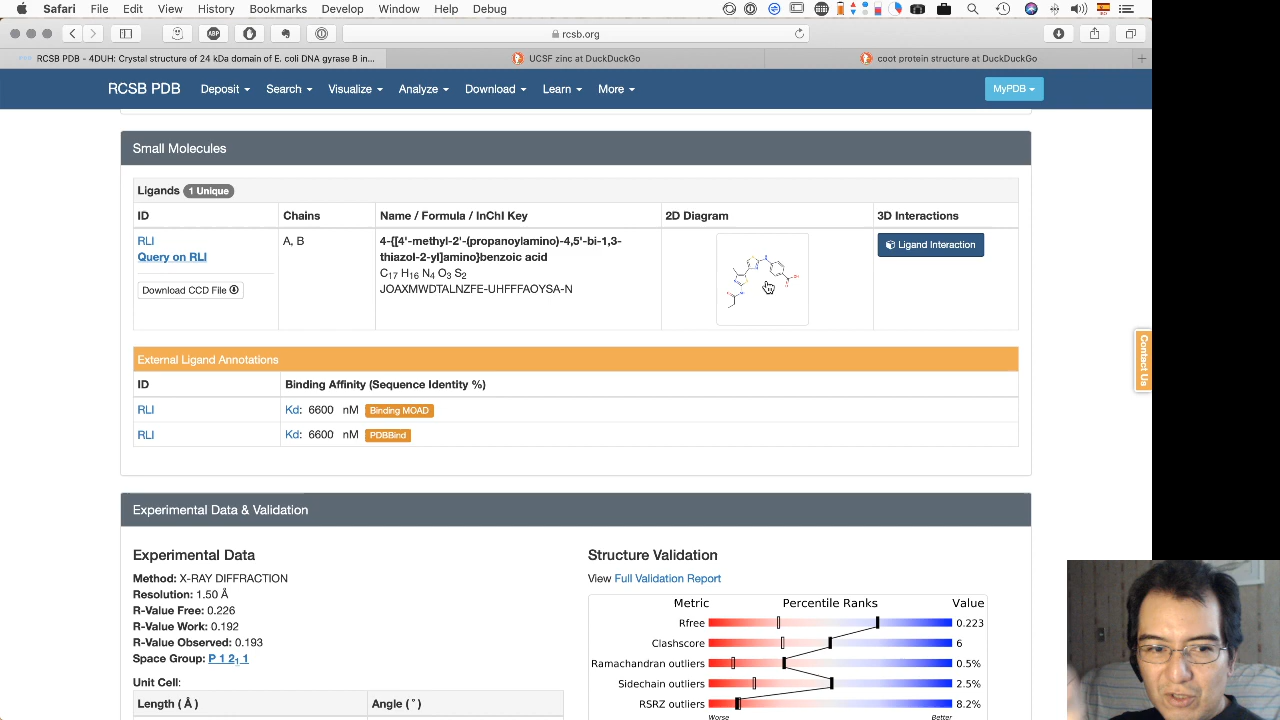 Safari File Edit View History Bookmarks Develop Window Help Debug
rcsb.org
RCSB PDB - 4DUH: Crystal structure of 24 kDa domain of E. coli DNA gyrase B in...
UCSF zinc at DuckDuckGo
coot protein structure at DuckDuckGo
RCSB PDB Deposit Search Visualize Analyze Download Learn More MyPDB
Small Molecules
Ligands 1 Unique
ID Chains Name / Formula / InChI Key 2D Diagram 3D Interactions
RLI A, B 4-{[4'-methyl-2'-(propanoylamino)-4,5'-bi-1,3-
Query on RLI thiazol-2-yl]amino}benzoic acid
Ligand Interaction
C17 H16 N4 O3 S2
Download CCD File JOAXMWDTALNZFE-UHFFFAOYSA-N
Contact Us
External Ligand Annotations
ID Binding Affinity (Sequence Identity %)
RLI Kd: 6600 nM Binding MOAD
RLI Kd: 6600 nM PDBBind
Experimental Data & Validation
Experimental Data
Method: X-RAY DIFFRACTION
Resolution: 1.50 Å
R-Value Free: 0.226
R-Value Work: 0.192
R-Value Observed: 0.193
Space Group: P 1 21 1
Unit Cell:
Length ( Å ) Angle ( ˚ )
Structure Validation
View Full Validation Report
Metric Percentile Ranks Value
Rfree 0.223
Clashscore 6
Ramachandran outliers 0.5%
Sidechain outliers 2.5%
RSRZ outliers 8.2%
Worse Better